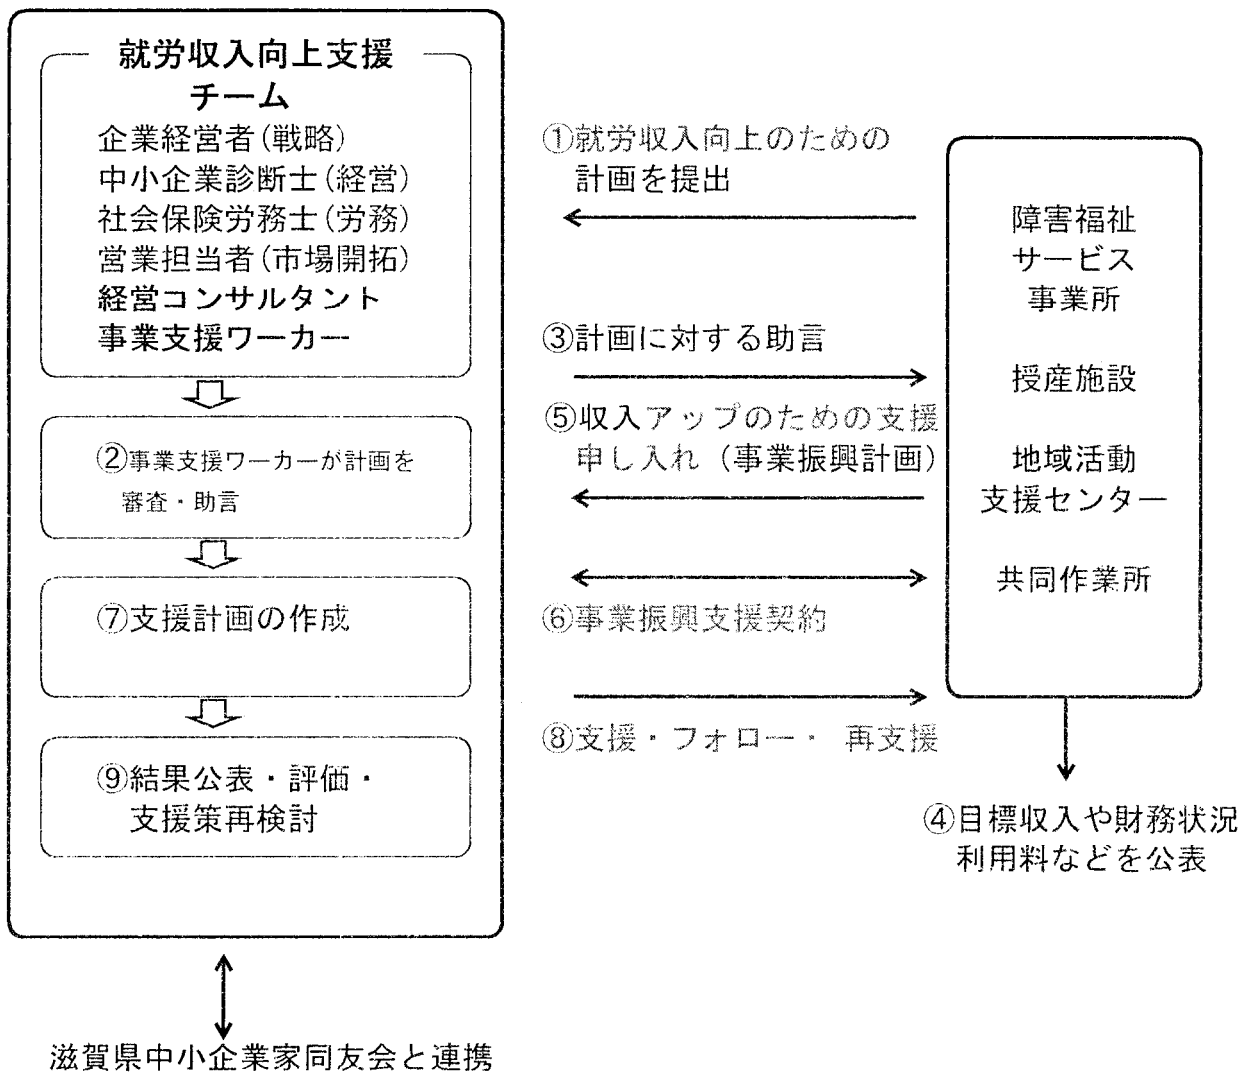 就労収入向上支援
チーム
企業経営者(戦略)
中小企業診断士(経営)
社会保険労務士(労務)
営業担当者(市場開拓)
経営コンサルタント
事業支援ワーカー
②事業支援ワーカーが計画を
審査・助言
⑦支援計画の作成
⑨結果公表・評価・
支援策再検討
滋賀県中小企業家同友会と連携
①就労収入向上のための
計画を提出
③計画に対する助言
⑤収入アップのための支援
申し入れ(事業振興計画)
⑥事業振興支援契約
⑧支援・フォロー・ 再支援
障害福祉
サービス
事業所
授産施設
地域活動
支援センター
共同作業所
④目標収入や財務状況
利用料などを公表